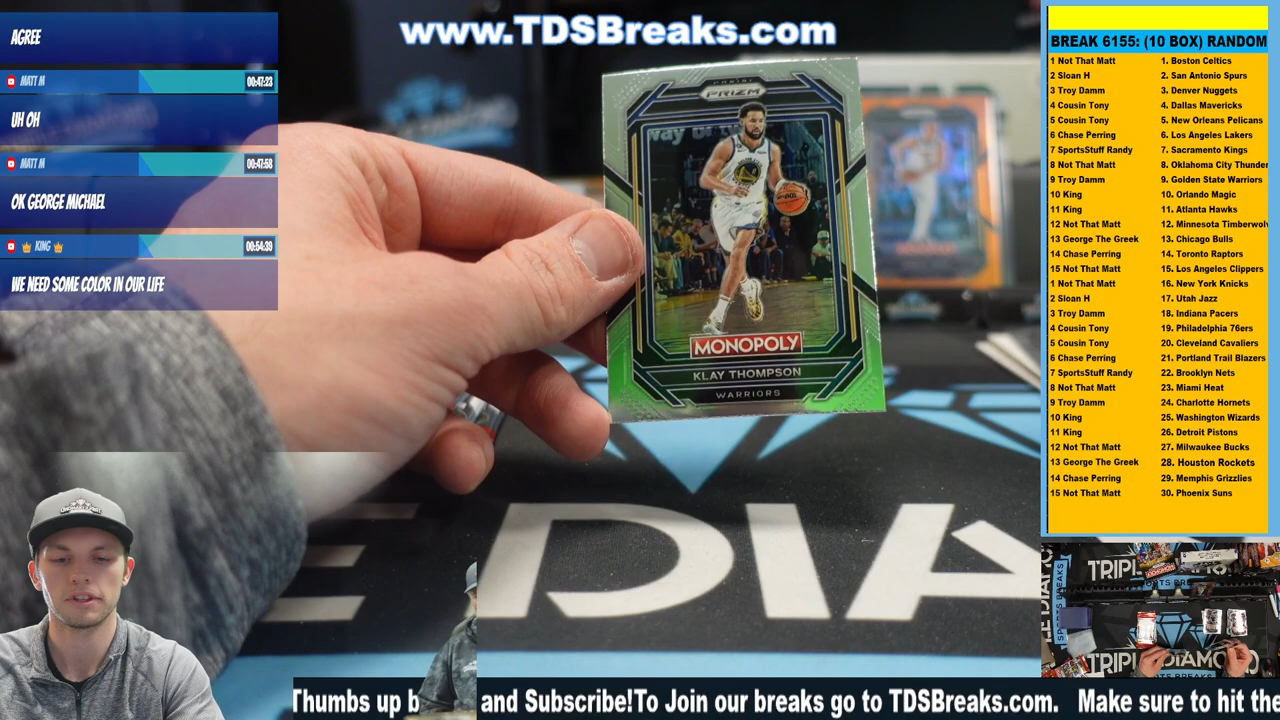 www.TDSBreaks.com
AGREE
MATT M 00:47:23
UH OH
MATT M 00:47:58
OK GEORGE MICHAEL
KING 00:54:39
WE NEED SOME COLOR IN OUR LIFE
PANINI
PRIZM
MONOPOLY
KLAY THOMPSON
WARRIORS
BREAK 6155: (10 BOX) RANDOM
1 Not That Matt 1. Boston Celtics
2 Sloan H 2. San Antonio Spurs
3 Troy Damm 3. Denver Nuggets
4 Cousin Tony 4. Dallas Mavericks
5 Cousin Tony 5. New Orleans Pelicans
6 Chase Perring 6. Los Angeles Lakers
7 SportsStuff Randy 7. Sacramento Kings
8 Not That Matt 8. Oklahoma City Thunder
9 Troy Damm 9. Golden State Warriors
10 King 10. Orlando Magic
11 King 11. Atlanta Hawks
12 Not That Matt 12. Minnesota Timberwolv
13 George The Greek 13. Chicago Bulls
14 Chase Perring 14. Toronto Raptors
15 Not That Matt 15. Los Angeles Clippers
1 Not That Matt 16. New York Knicks
2 Sloan H 17. Utah Jazz
3 Troy Damm 18. Indiana Pacers
4 Cousin Tony 19. Philadelphia 76ers
5 Cousin Tony 20. Cleveland Cavaliers
6 Chase Perring 21. Portland Trail Blazers
7 SportsStuff Randy 22. Brooklyn Nets
8 Not That Matt 23. Miami Heat
9 Troy Damm 24. Charlotte Hornets
10 King 25. Washington Wizards
11 King 26. Detroit Pistons
12 Not That Matt 27. Milwaukee Bucks
13 George The Greek 28. Houston Rockets
14 Chase Perring 29. Memphis Grizzlies
15 Not That Matt 30. Phoenix Suns
E DIA
TRIPL
TRIPLE DIAMOND
Thumbs up b and Subscribe!To Join our breaks go to TDSBreaks.com. Make sure to hit the